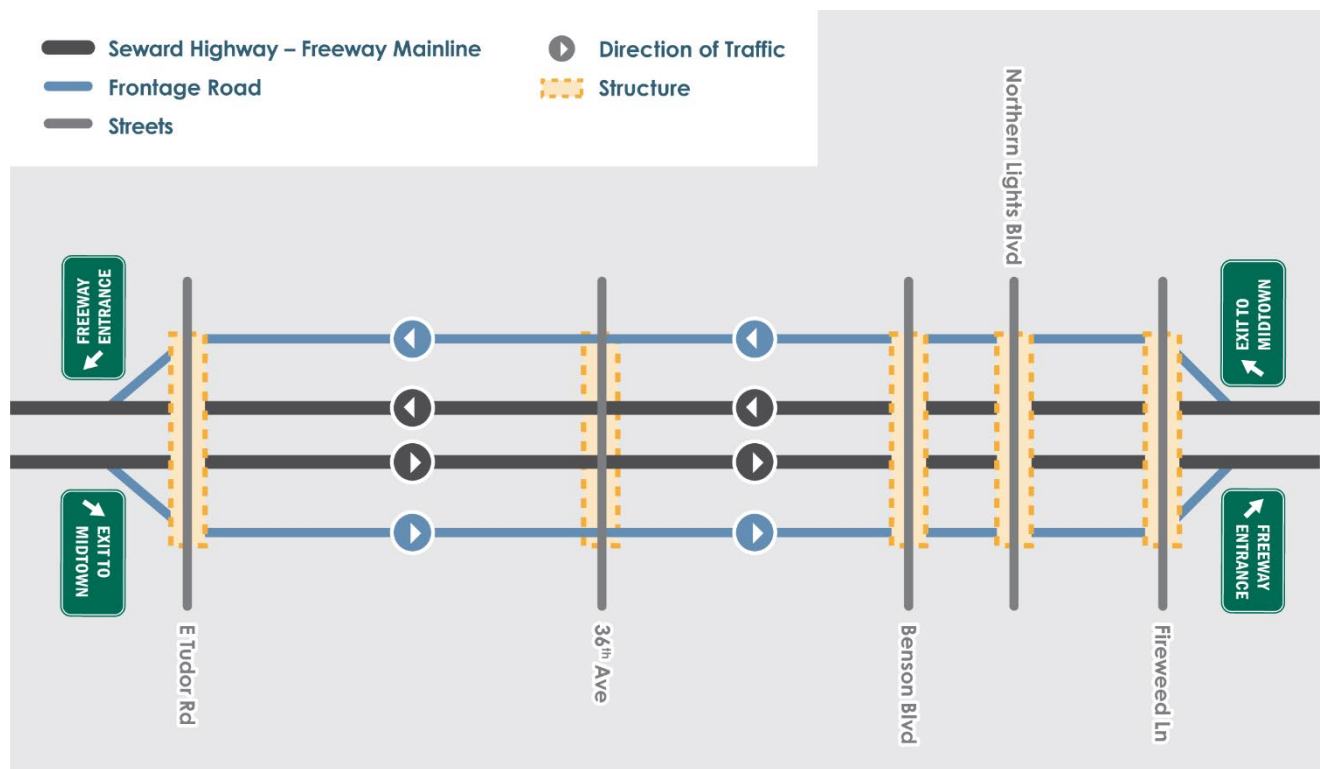 Seward Highway – Freeway Mainline
Frontage Road
Streets
Direction of Traffic
Structure
Northern Lights Blvd
FREEWAY
ENTRANCE
EXIT TO
MIDTOWN
EXIT TO
MIDTOWN
FREEWAY
ENTRANCE
E Tudor Rd
36th Ave
Benson Blvd
Fireweed Ln